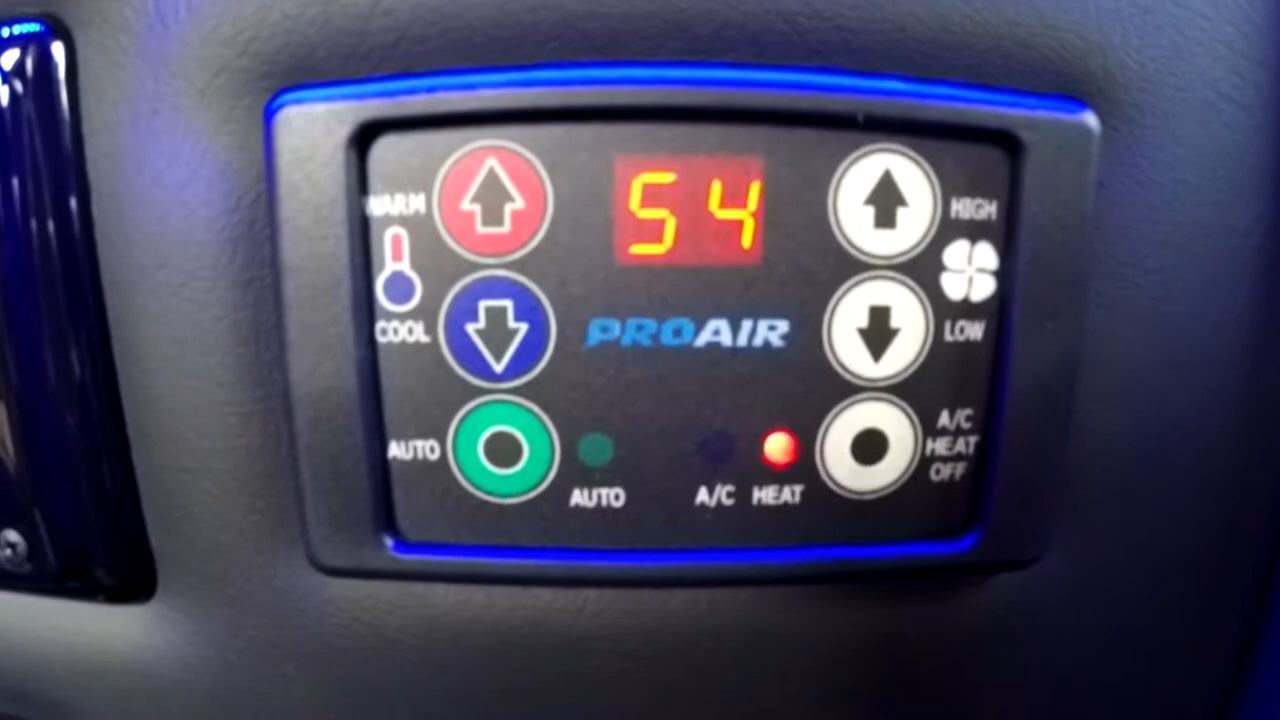 WARM
54
HIGH
COOL
PROAIR
LOW
AUTO
AUTO
A/C
HEAT
A/C
HEAT
OFF